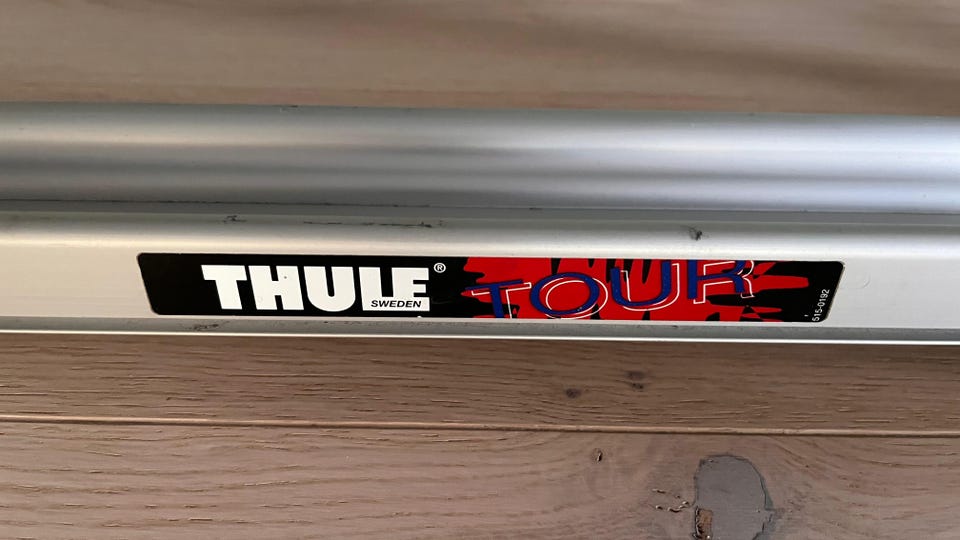 THULE®
SWEDEN
TOUR
515-0192